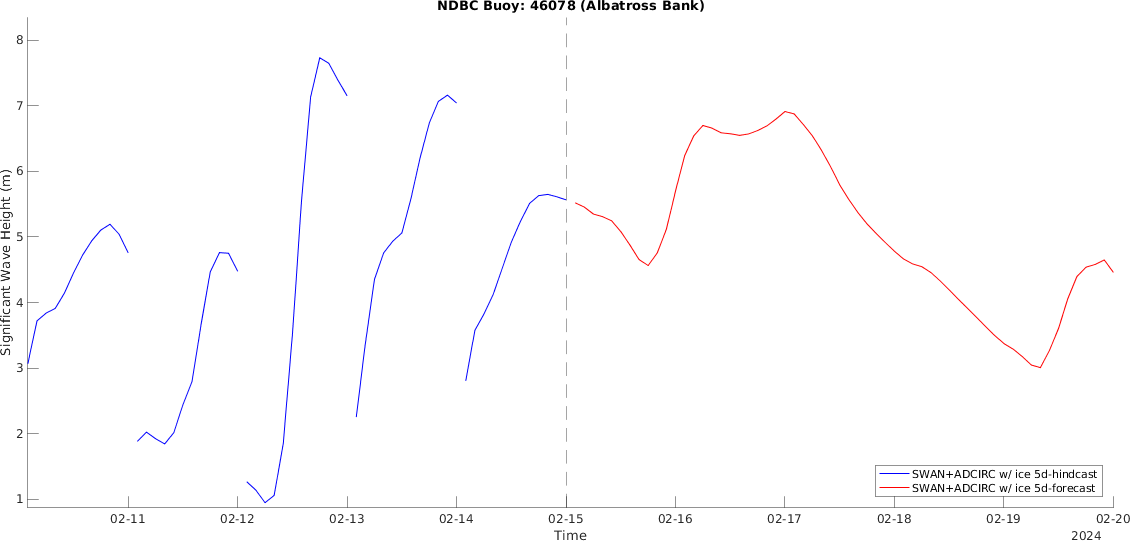 NDBC Buoy: 46078 (Albatross Bank)
Significant Wave Height (m)
8
7
6
5
4
3
2
1
SWAN+ADCIRC w/ ice 5d-hindcast
SWAN+ADCIRC w/ ice 5d-forecast
02-11 02-12 02-13 02-14 02-15 02-16 02-17 02-18 02-19 02-20
Time
2024